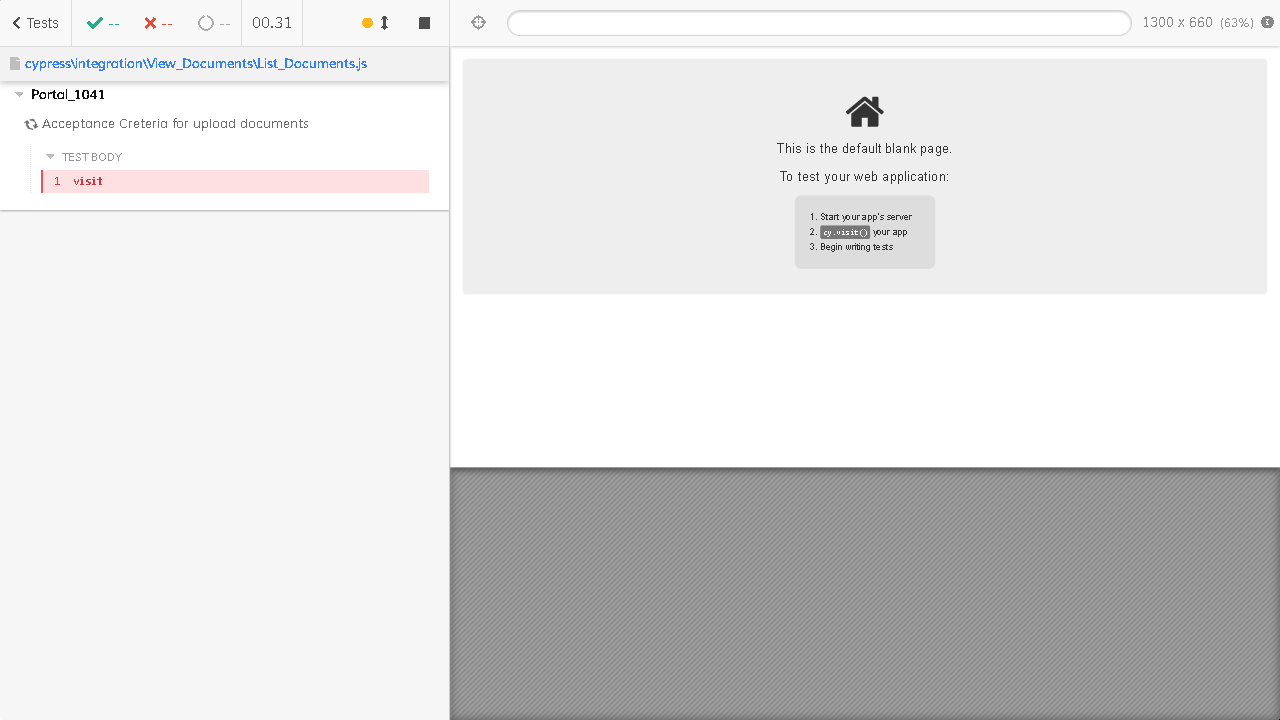 Tests -- -- -- 00.31 1300 x 660 (63%)
cypress\integration\View_Documents\List_Documents.js
Portal_1041
Acceptance Creteria for upload documents
TEST BODY
1 visit
This is the default blank page.
To test your web application:
1. Start your app's server
2. cy.visit() your app
3. Begin writing tests